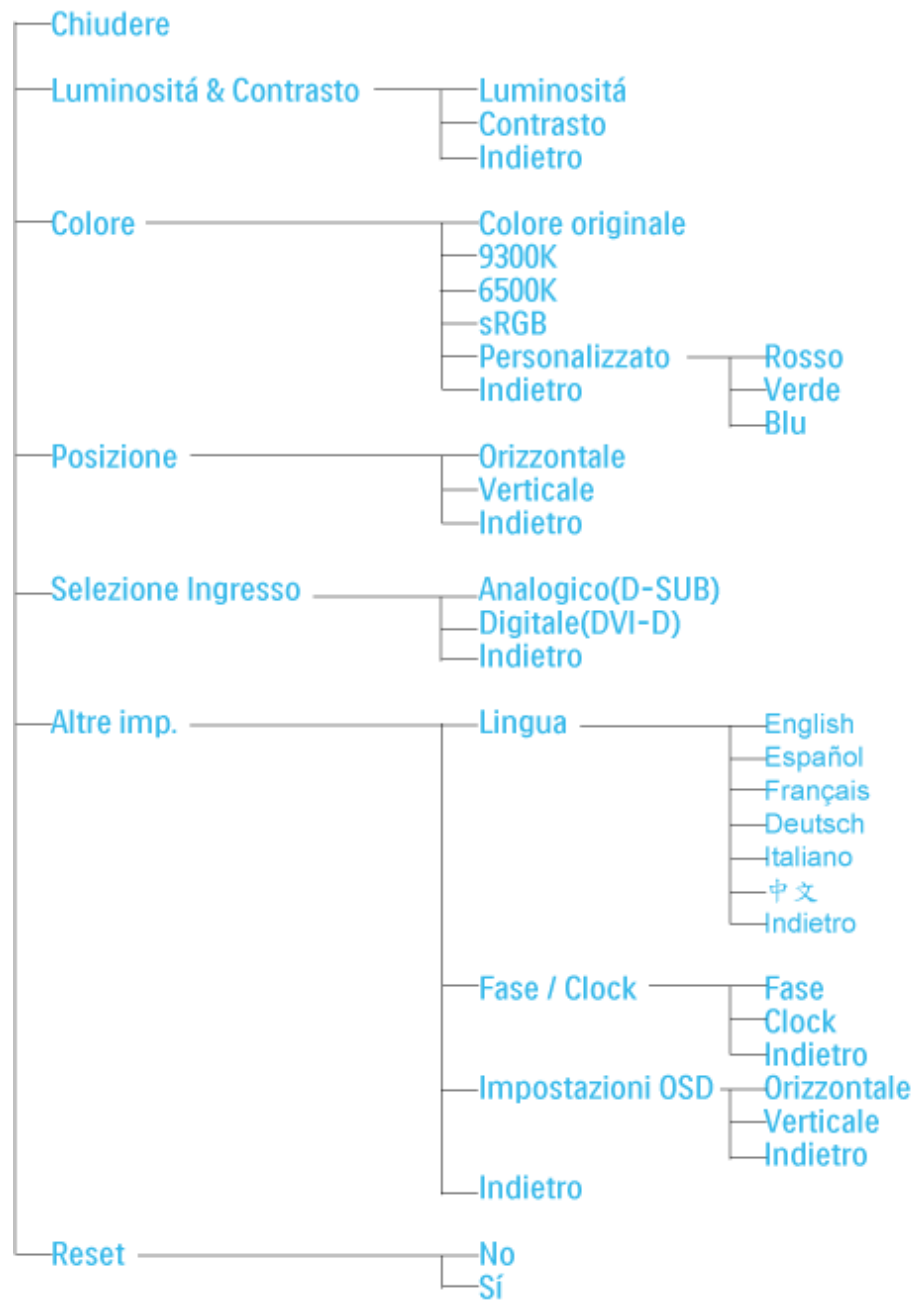 Chiudere
Luminositá & Contrasto
Luminositá
Contrasto
Indietro
Colore
Colore originale
9300K
6500K
sRGB
Personalizzato
Rosso
Indietro
Verde
Blu
Posizione
Orizzontale
Verticale
Indietro
Selezione Ingresso
Analogico(D-SUB)
Digitale(DVI-D)
Indietro
Altre imp.
Lingua
English
Español
Français
Deutsch
Italiano
中文
Indietro
Fase / Clock
Fase
Clock
Indietro
Impostazioni OSD
Orizzontale
Verticale
Indietro
Indietro
Reset
No
Sí